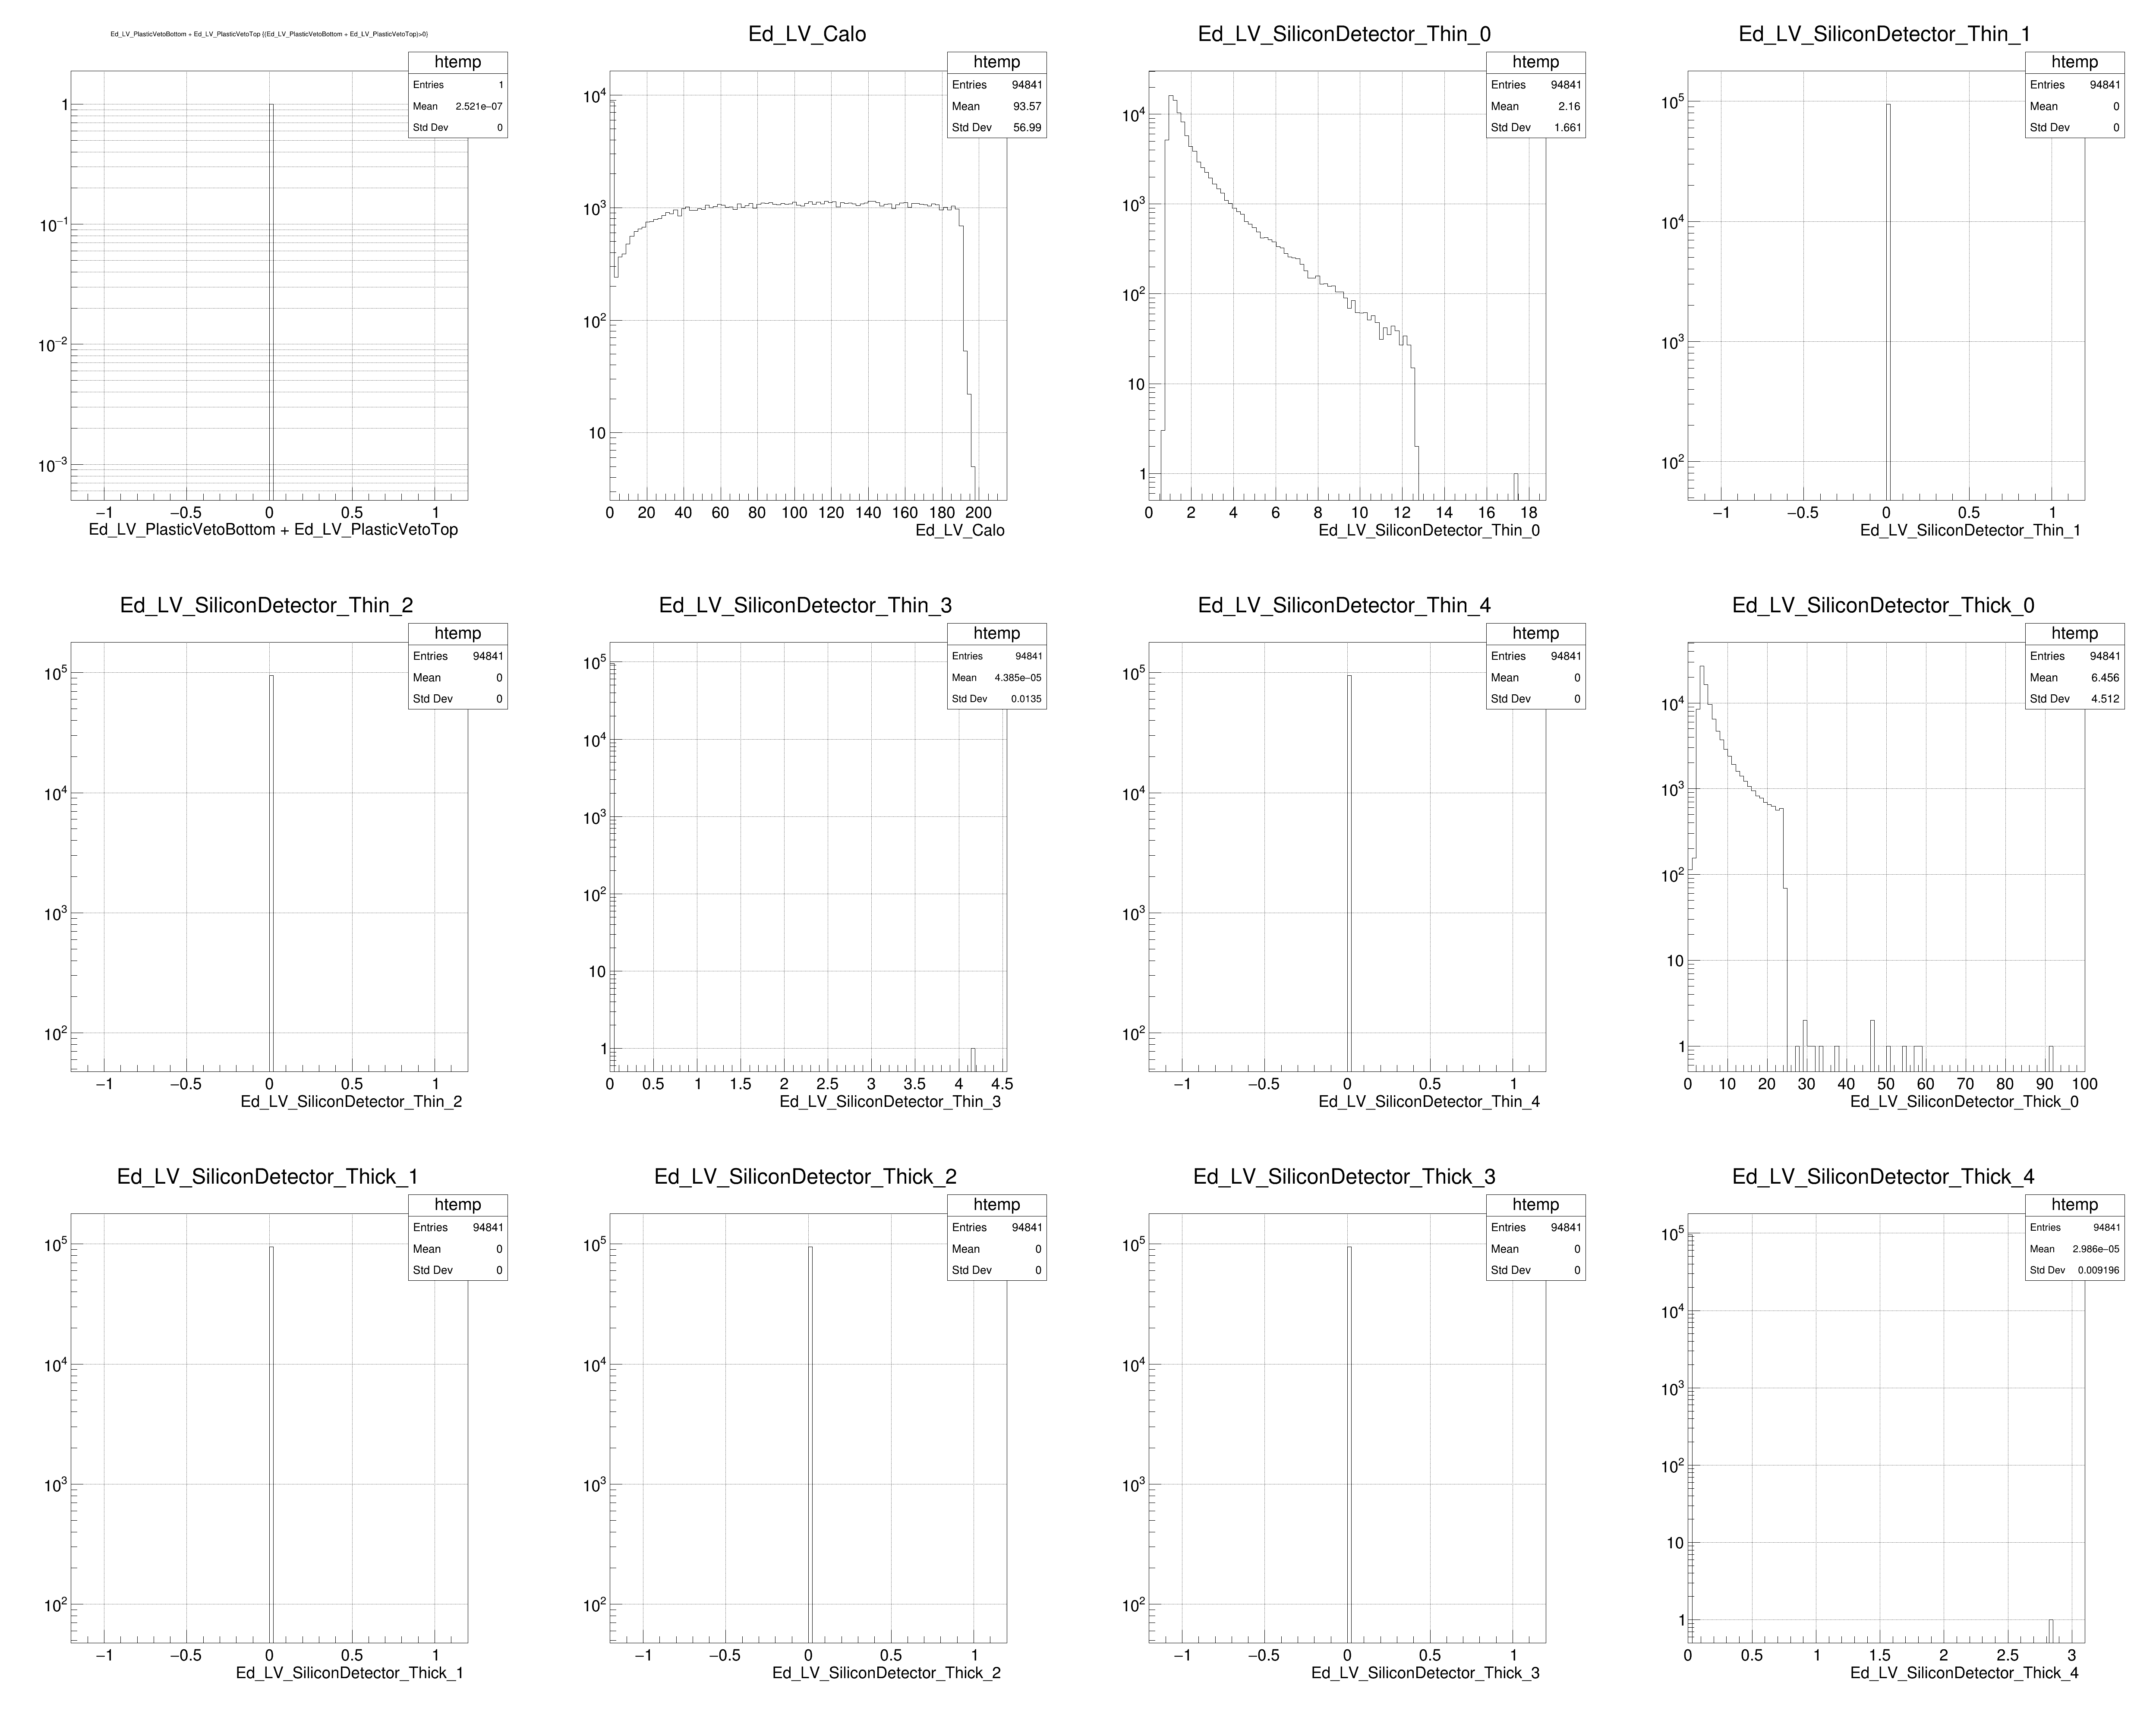 Ed_LV_PlasticVetoBottom + Ed_LV_PlasticVetoTop {(Ed_LV_PlasticVetoBottom + Ed_LV_PlasticVetoTop)>0}
htemp
Entries 1
Mean 2.521e−07
Std Dev 0
1
10−1
10−2
10−3
−1 −0.5 0 0.5 1
Ed_LV_PlasticVetoBottom + Ed_LV_PlasticVetoTop
Ed_LV_Calo
htemp
Entries 94841
Mean 93.57
Std Dev 56.99
104
103
102
10
0 20 40 60 80 100 120 140 160 180 200
Ed_LV_Calo
Ed_LV_SiliconDetector_Thin_0
htemp
Entries 94841
Mean 2.16
Std Dev 1.661
104
103
102
10
1
0 2 4 6 8 10 12 14 16 18
Ed_LV_SiliconDetector_Thin_0
Ed_LV_SiliconDetector_Thin_1
htemp
Entries 94841
Mean 0
Std Dev 0
105
104
103
102
−1 −0.5 0 0.5 1
Ed_LV_SiliconDetector_Thin_1
Ed_LV_SiliconDetector_Thin_2
htemp
Entries 94841
Mean 0
Std Dev 0
105
104
103
102
−1 −0.5 0 0.5 1
Ed_LV_SiliconDetector_Thin_2
Ed_LV_SiliconDetector_Thin_3
htemp
Entries 94841
Mean 4.385e−05
Std Dev 0.0135
105
104
103
102
10
1
0 0.5 1 1.5 2 2.5 3 3.5 4 4.5
Ed_LV_SiliconDetector_Thin_3
Ed_LV_SiliconDetector_Thin_4
htemp
Entries 94841
Mean 0
Std Dev 0
105
104
103
102
−1 −0.5 0 0.5 1
Ed_LV_SiliconDetector_Thin_4
Ed_LV_SiliconDetector_Thick_0
htemp
Entries 94841
Mean 6.456
Std Dev 4.512
104
103
102
10
1
0 10 20 30 40 50 60 70 80 90 100
Ed_LV_SiliconDetector_Thick_0
Ed_LV_SiliconDetector_Thick_1
htemp
Entries 94841
Mean 0
Std Dev 0
105
104
103
102
−1 −0.5 0 0.5 1
Ed_LV_SiliconDetector_Thick_1
Ed_LV_SiliconDetector_Thick_2
htemp
Entries 94841
Mean 0
Std Dev 0
105
104
103
102
−1 −0.5 0 0.5 1
Ed_LV_SiliconDetector_Thick_2
Ed_LV_SiliconDetector_Thick_3
htemp
Entries 94841
Mean 0
Std Dev 0
105
104
103
102
−1 −0.5 0 0.5 1
Ed_LV_SiliconDetector_Thick_3
Ed_LV_SiliconDetector_Thick_4
htemp
Entries 94841
Mean 2.986e−05
Std Dev 0.009196
105
104
103
102
10
1
0 0.5 1 1.5 2 2.5 3
Ed_LV_SiliconDetector_Thick_4